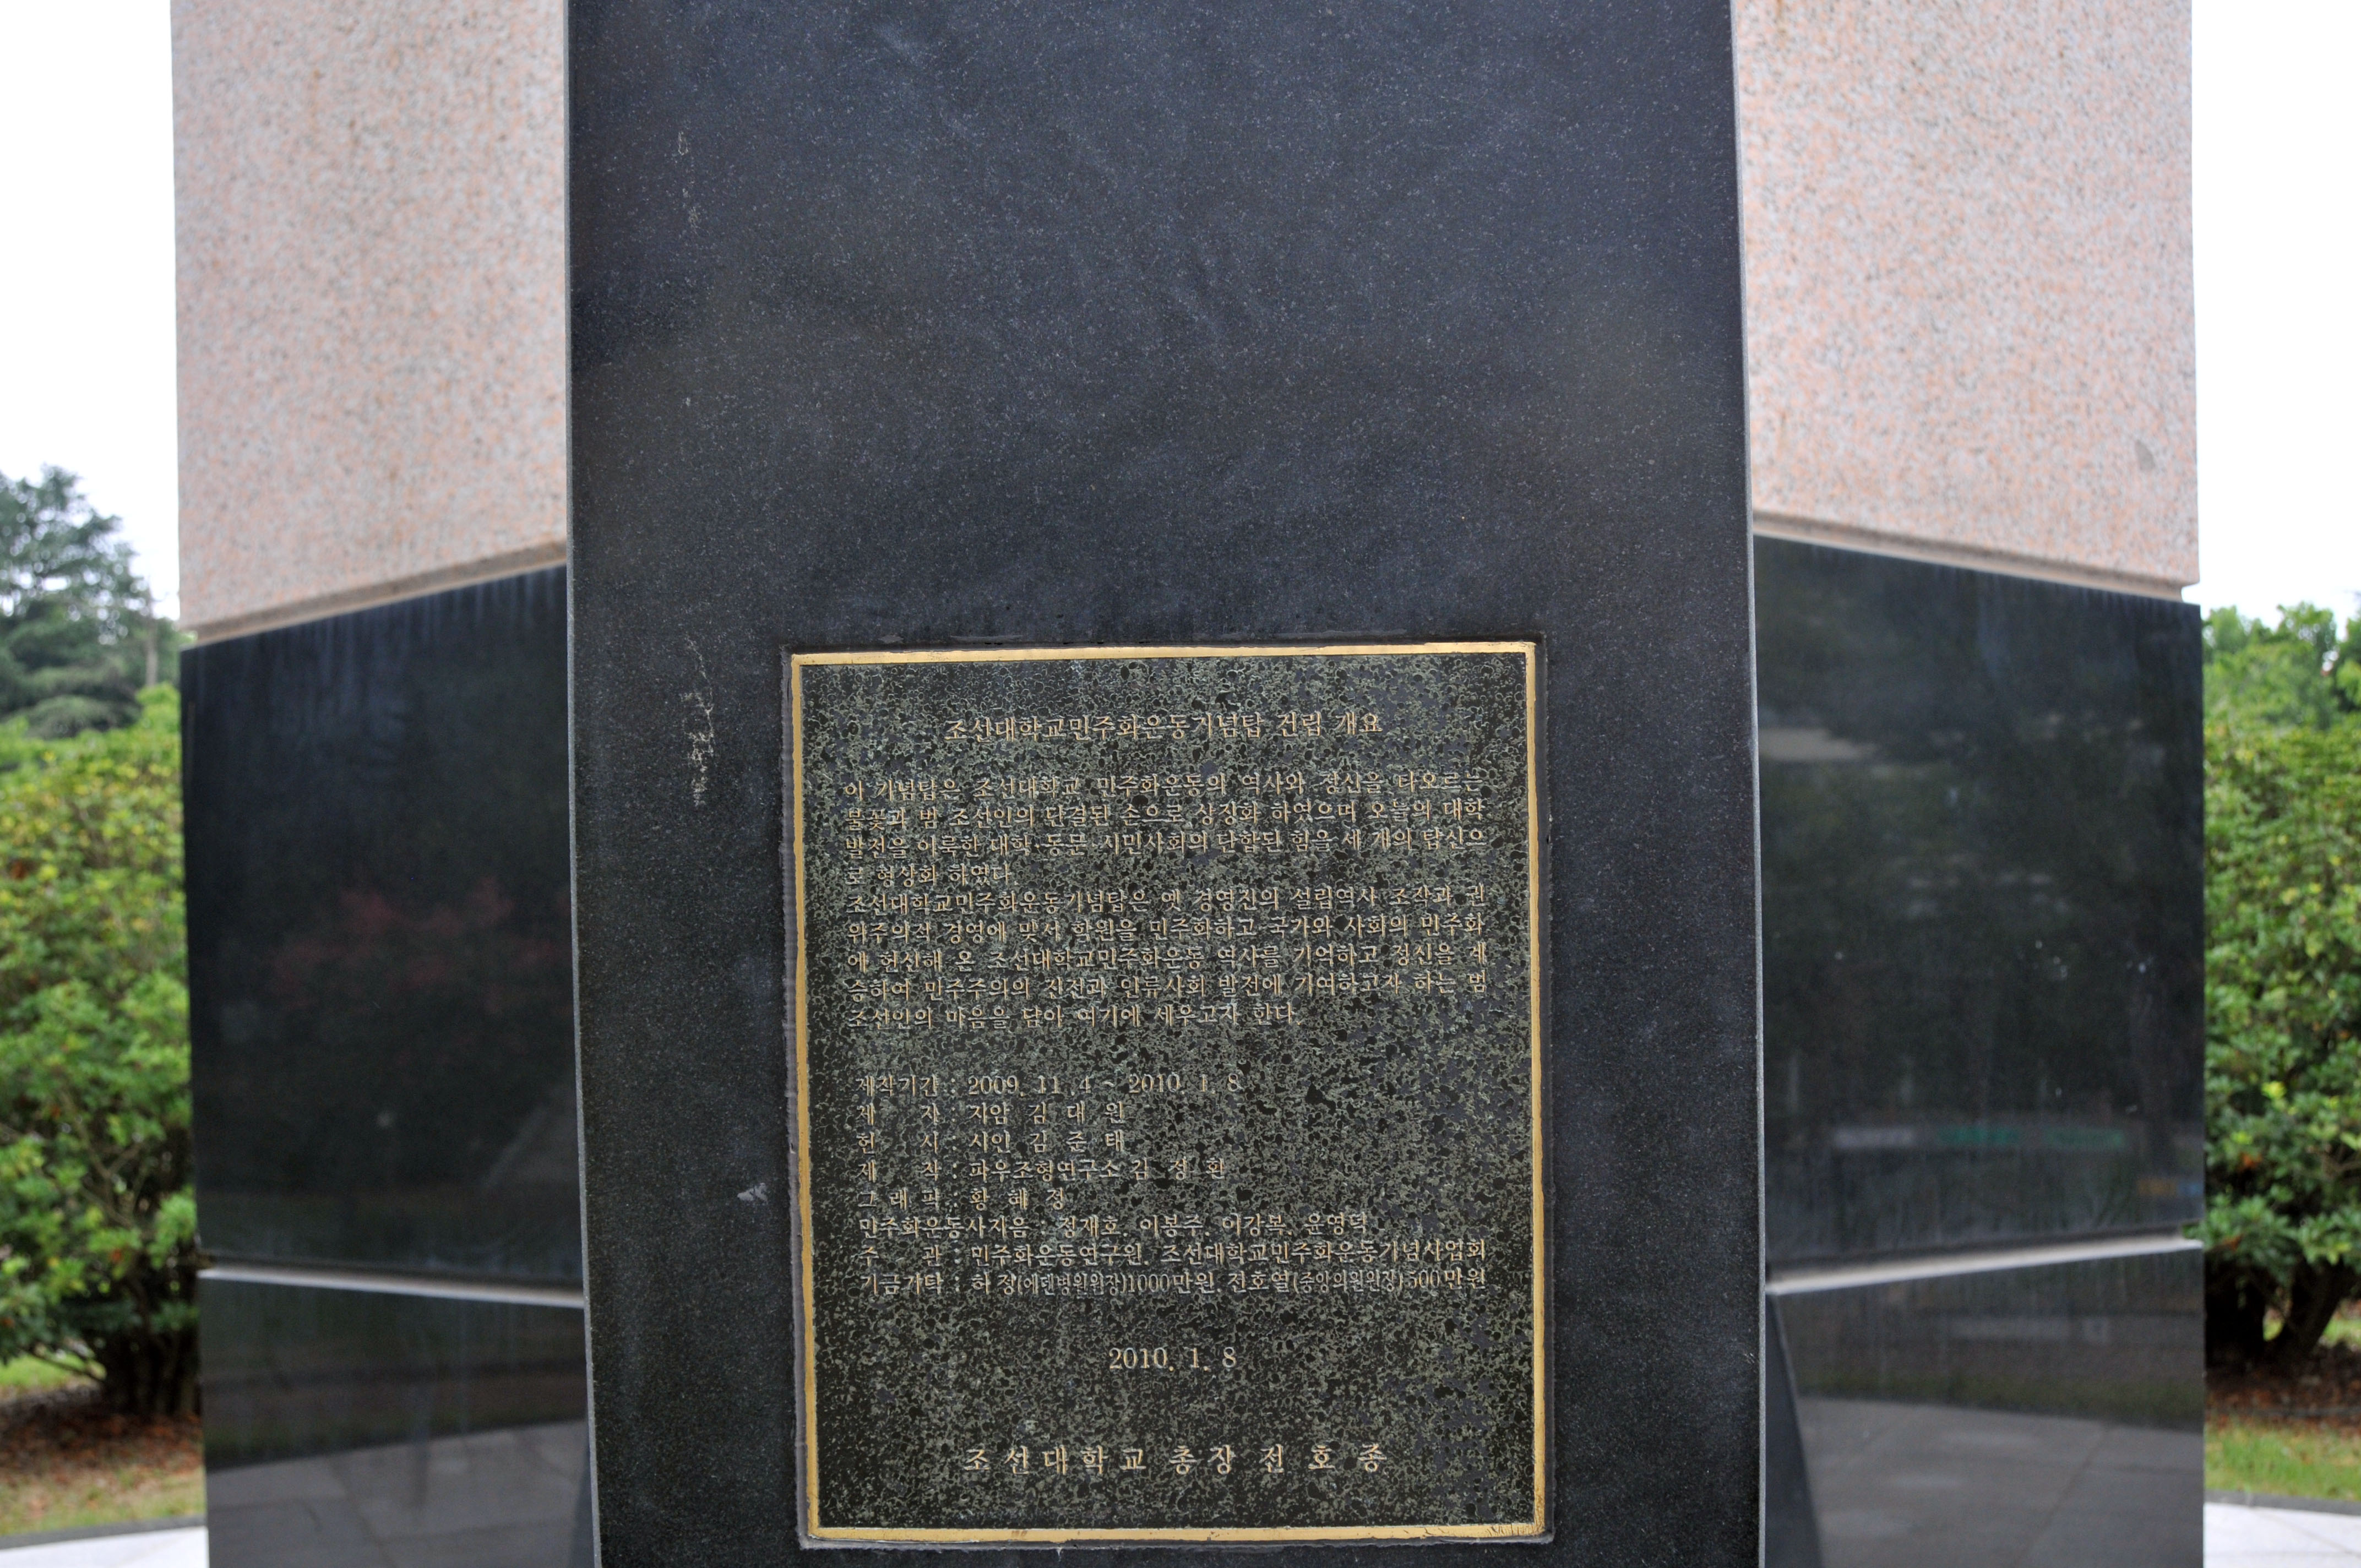 조선대학교민주화운동기념탑 건립 개요
이 기념탑은 조선대학교 민주화운동의 역사와 정신을 타오르는
불꽃과 범 조선인의 단결된 손으로 상징화 하였으며 오늘의 대학
발전을 이룩한 대학·동문·시민사회의 단합된 힘을 세 개의 탑신으
로 형상화 하였다
조선대학교민주화운동기념탑은 옛 경영진의 설립역사 조작과 권
위주의적 경영에 맞서 학원을 민주화하고 국가와 사회의 민주화
에 헌신해 온 조선대학교민주화운동 역사를 기억하고 정신을 계
승하여 민주주의의 진전과 인류사회 발전에 기여하고자 하는 범
조선인의 마음을 담아 여기에 세우고자 한다.
제작기간 : 2009. 11. 4 ~ 2010. 1. 8
제 자 : 지암 김 대 원
헌 시 : 시인 김 준 태
제 작 : 파우조형연구소 김 정 환
그 래 픽 : 황 혜 정
민주화운동사자음 : 정재호, 이봉주, 이강복, 윤영덕
주 관 : 민주화운동연구원, 조선대학교민주화운동기념사업회
기금기탁 : 하 정(에덴병원원장)1000만원, 전호열(중앙의원원장)500만원
2010. 1. 8
조선대학교 총장 전 호 종